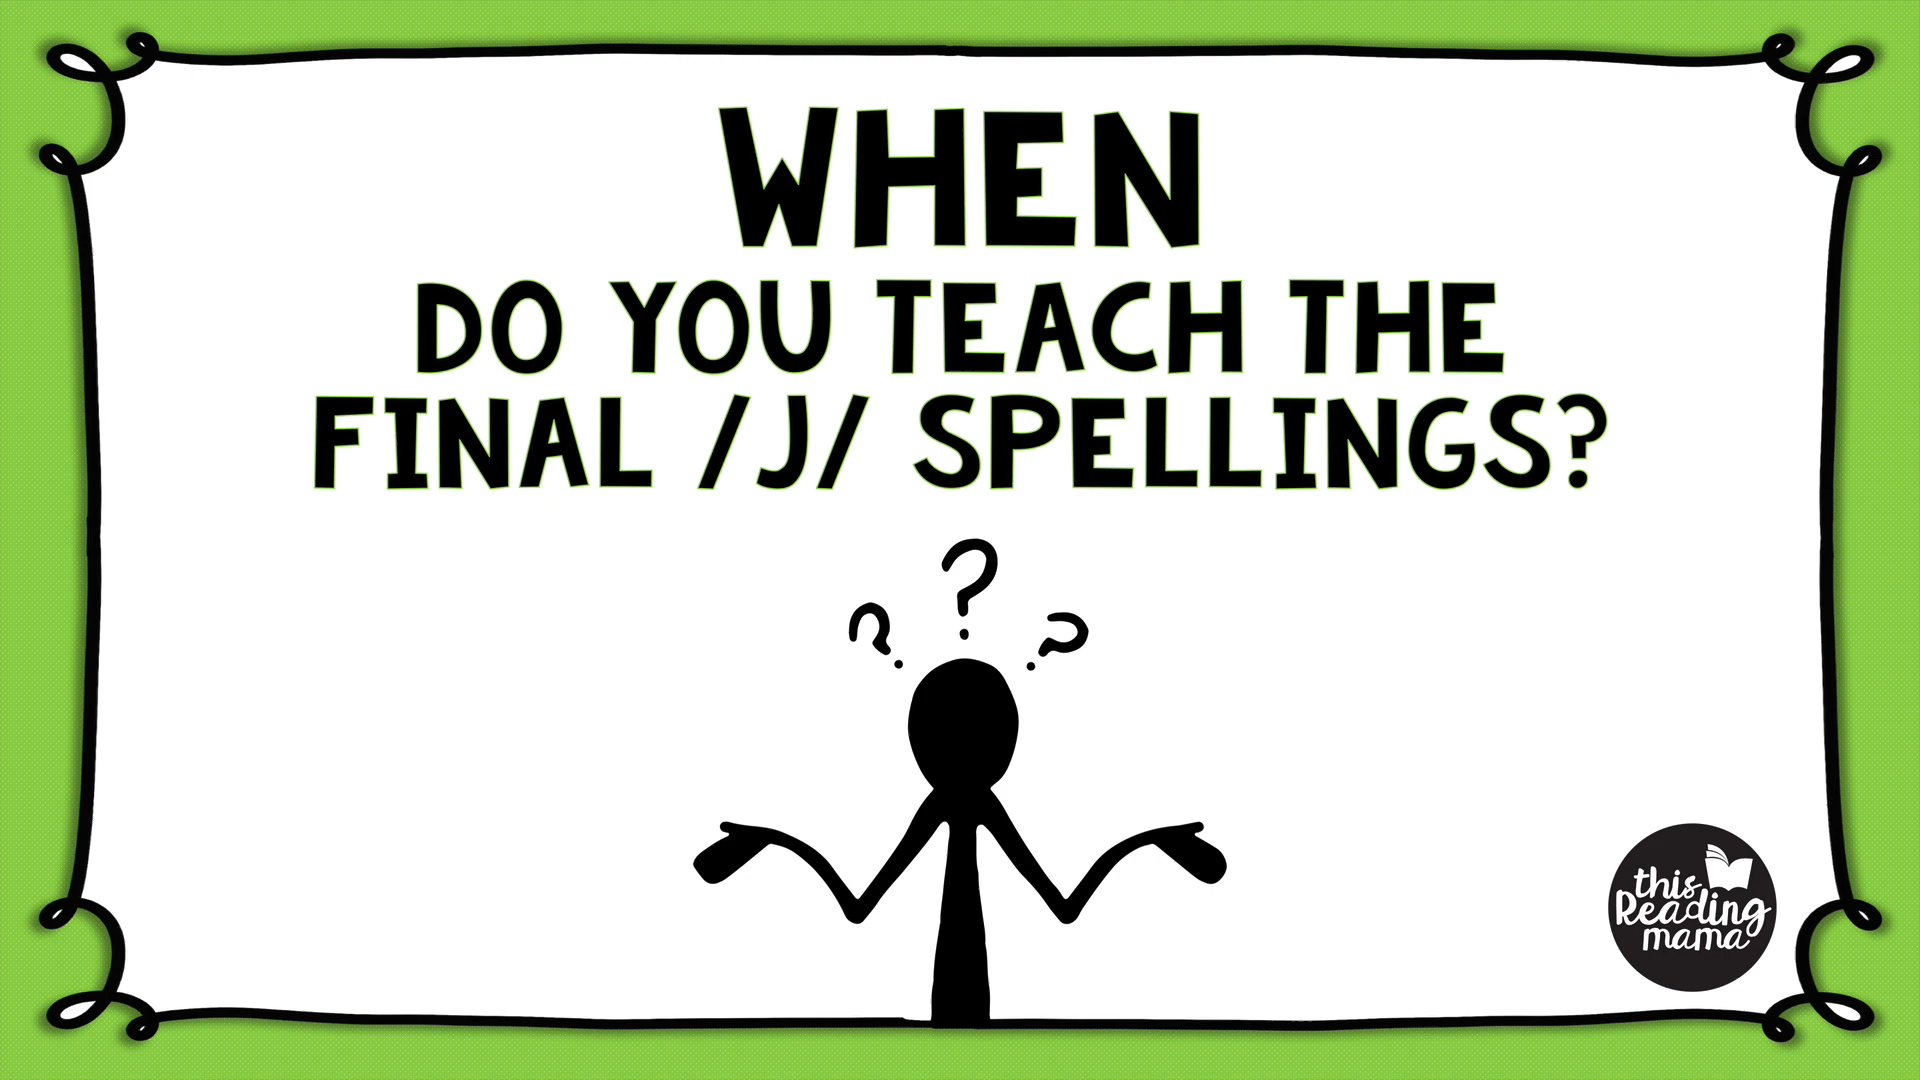 WHEN
DO YOU TEACH THE
FINAL /J/ SPELLINGS?
? ? ?
this
Reading
mama